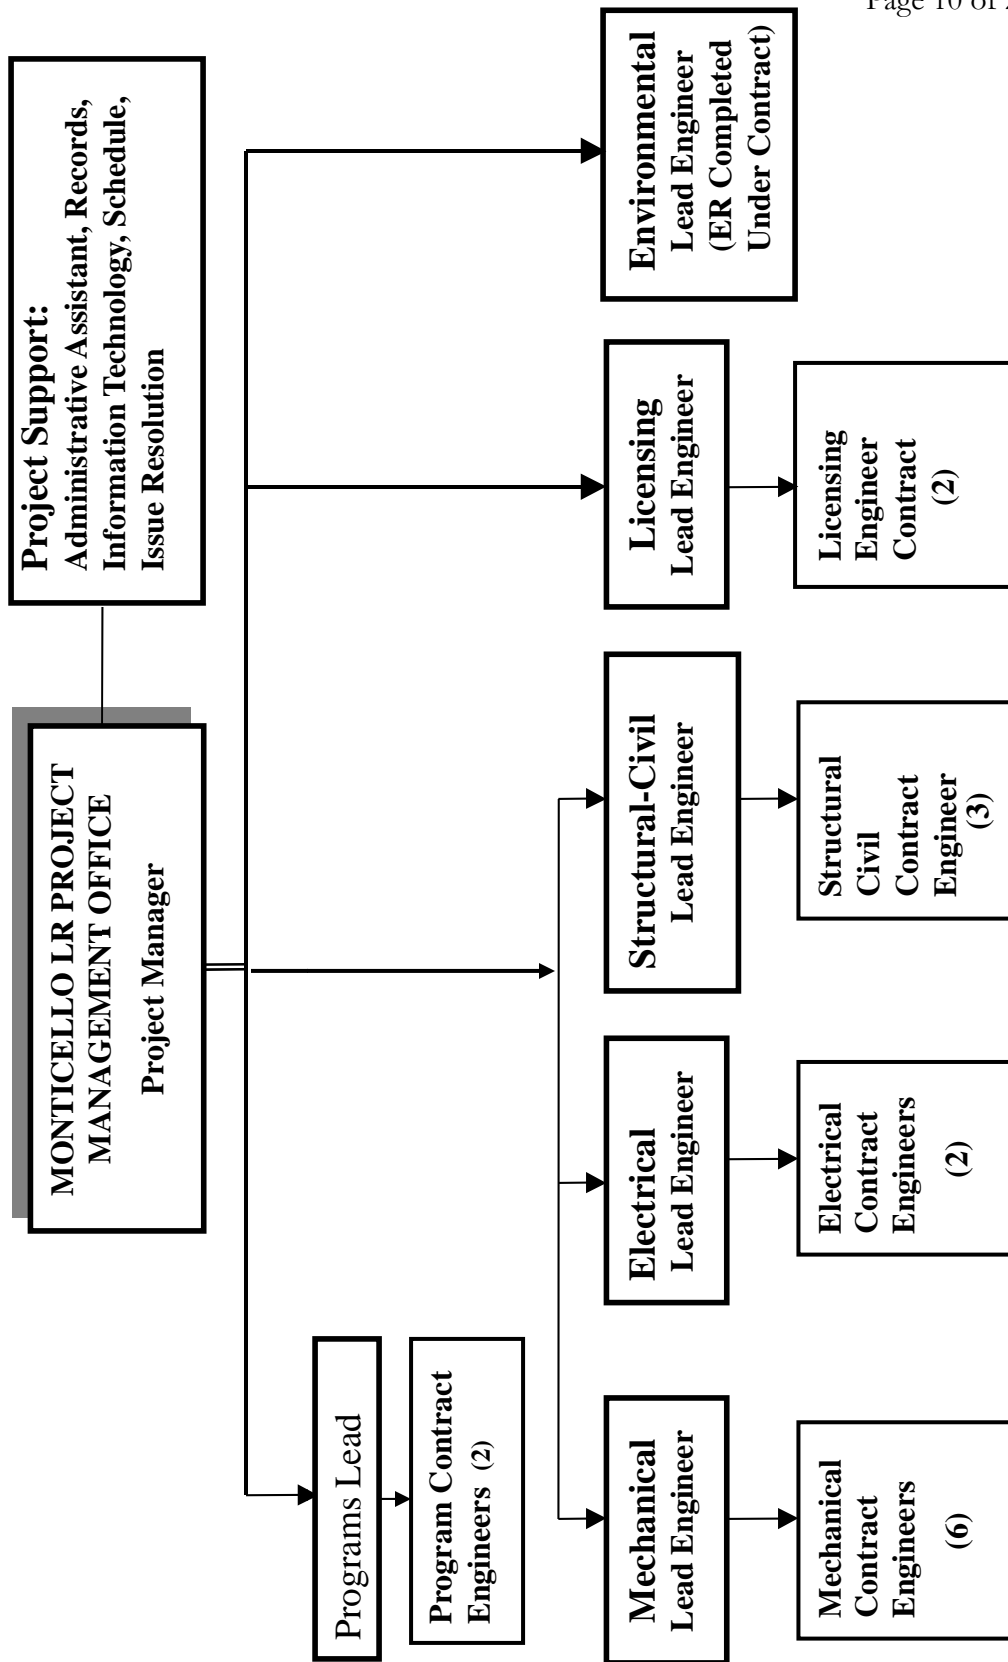 Page 10 of
MONTICELLO LR PROJECT
MANAGEMENT OFFICE
Project Manager
Project Support:
Administrative Assistant, Records,
Information Technology, Schedule,
Issue Resolution
Programs Lead
Program Contract
Engineers (2)
Mechanical
Lead Engineer
Electrical
Lead Engineer
Structural-Civil
Lead Engineer
Licensing
Lead Engineer
Environmental
Lead Engineer
(ER Completed
Under Contract)
Mechanical
Contract
Engineers
(6)
Electrical
Contract
Engineers
(2)
Structural
Civil
Contract
Engineer
(3)
Licensing
Engineer
Contract
(2)